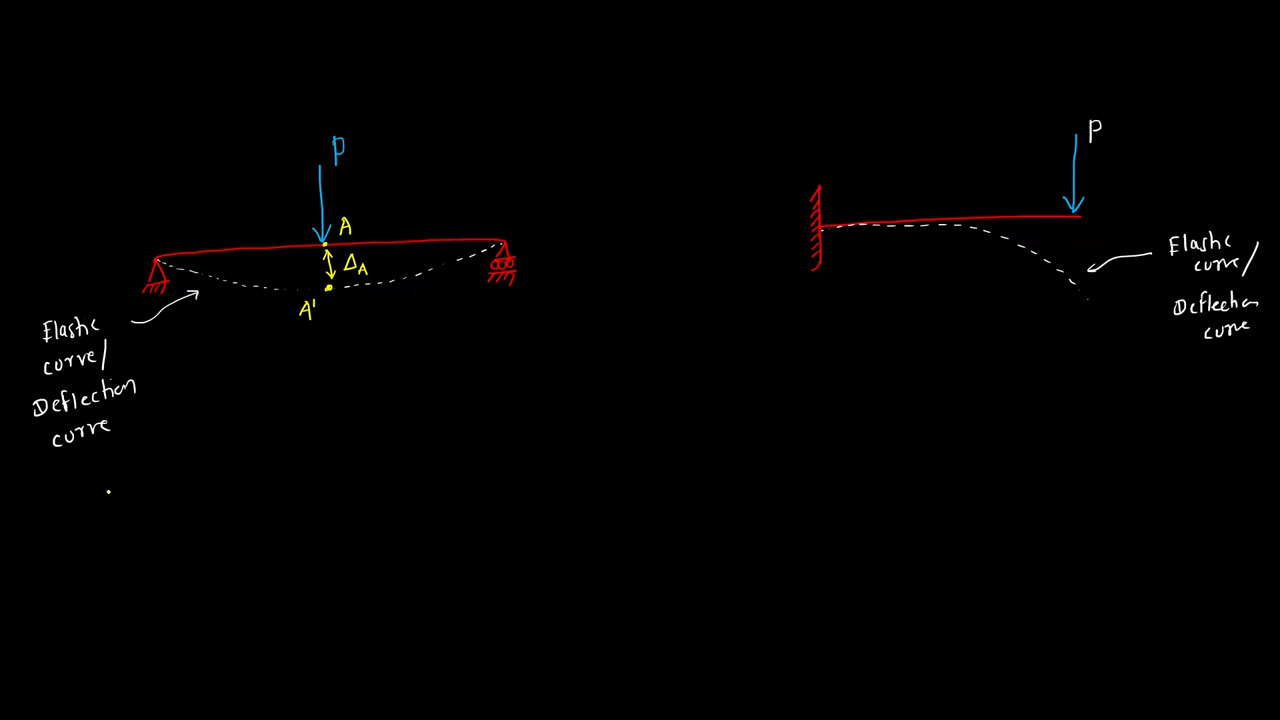 P
A
Δ_A
A'
Elastic
curve/
Deflection
curve
P
Elastic
curve/
Deflection
curve